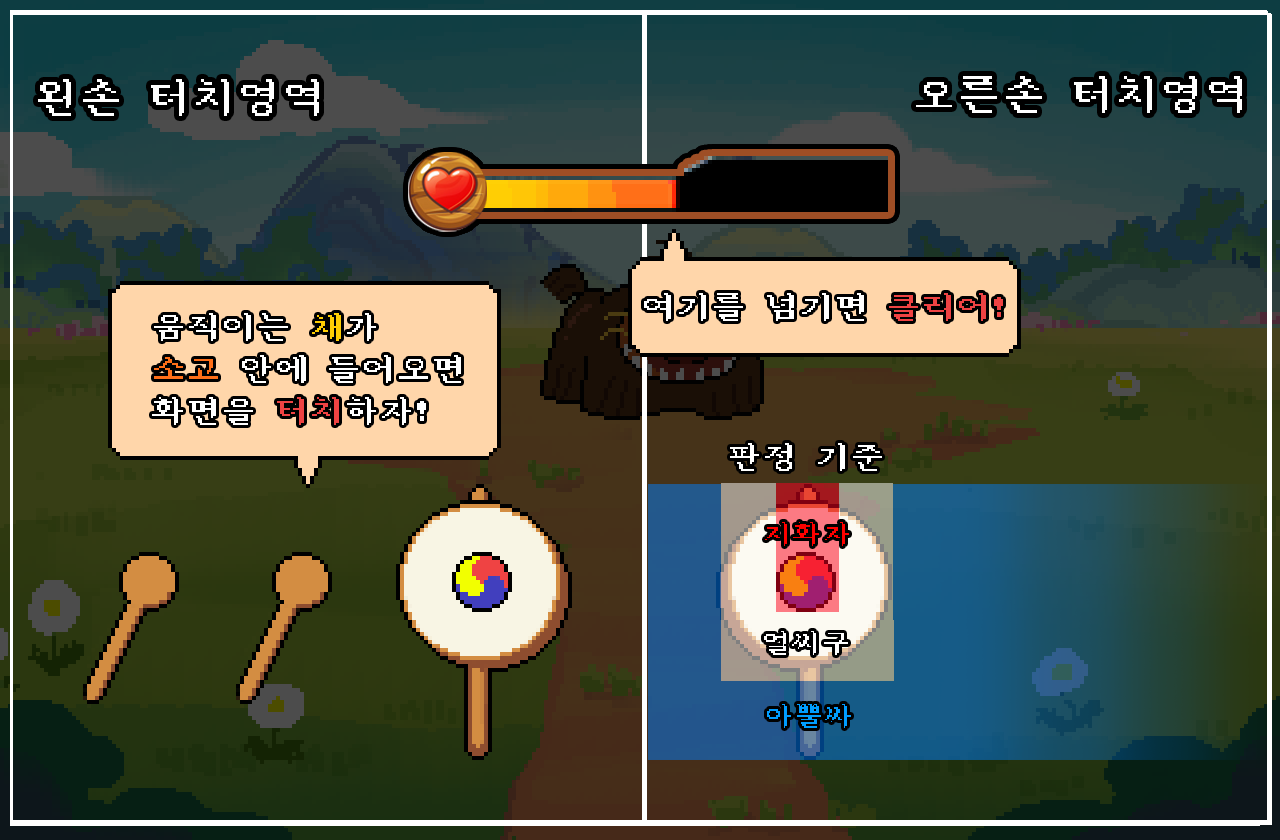 왼손 터치영역
오른손 터치영역
여기를 넘기면 클리어!
움직이는 채가
소고 안에 들어오면
화면을 터치하자!
판정 기준
지화자
얼씨구
아뿔싸